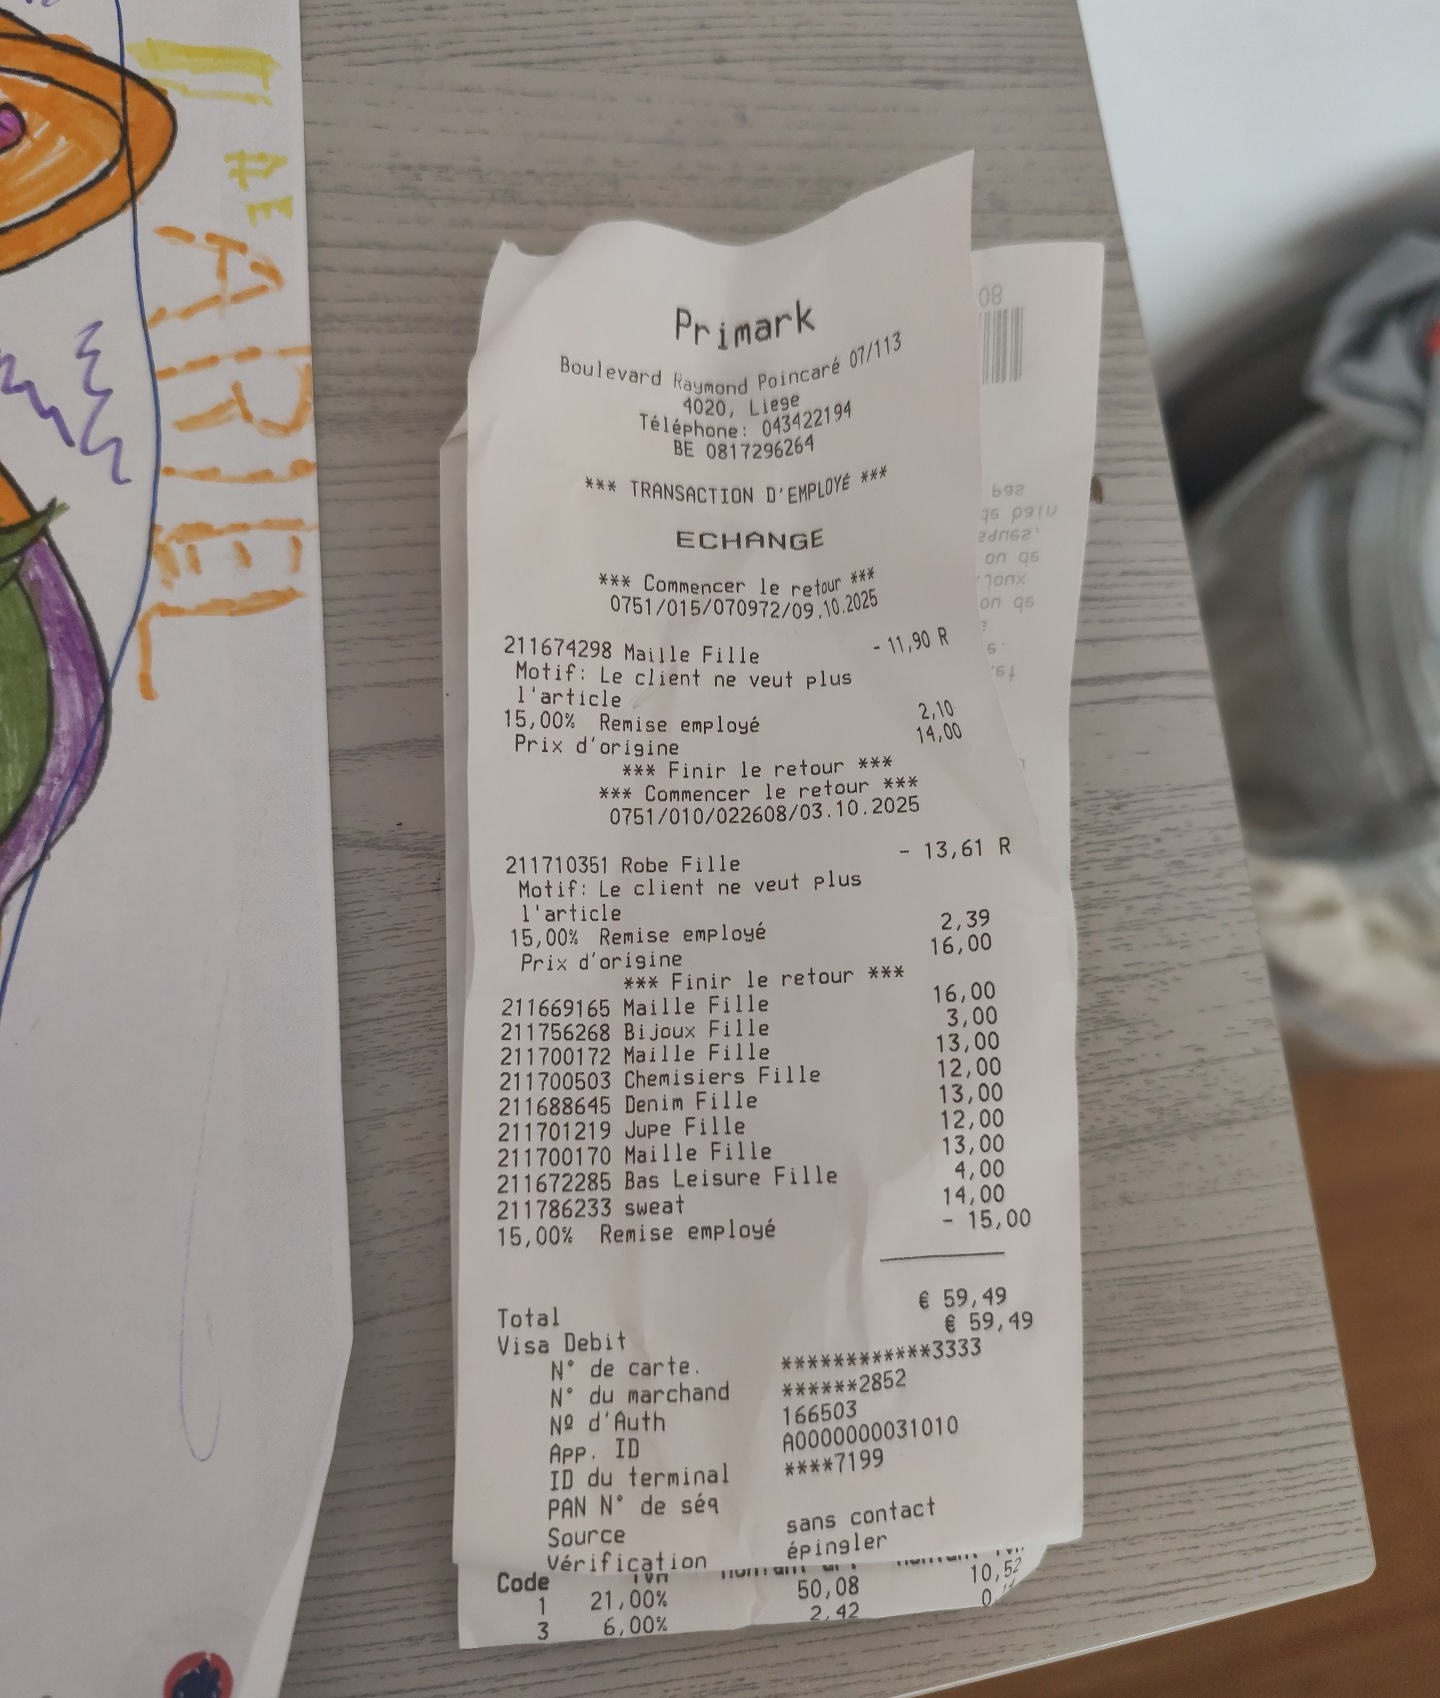 Primark
Boulevard Raymond Poincaré 07/113
4020, Liege
Téléphone: 043422194
BE 0817296264
*** TRANSACTION D'EMPLOYÉ ***
ECHANGE
*** Commencer le retour ***
0751/015/070972/09.10.2025
211674298 Maille Fille - 11,90 R
Motif: Le client ne veut plus
l'article
15,00% Remise employé 2,10
Prix d'origine 14,00
*** Finir le retour ***
*** Commencer le retour ***
0751/010/022608/03.10.2025
211710351 Robe Fille - 13,61 R
Motif: Le client ne veut plus
l'article
15,00% Remise employé 2,39
Prix d'origine 16,00
*** Finir le retour ***
211669165 Maille Fille 16,00
211756268 Bijoux Fille 3,00
211700172 Maille Fille 13,00
211700503 Chemisiers Fille 12,00
211688645 Denim Fille 13,00
211701219 Jupe Fille 12,00
211700170 Maille Fille 13,00
211672285 Bas Leisure Fille 4,00
211786233 sweat 14,00
15,00% Remise employé - 15,00
Total € 59,49
Visa Debit € 59,49
N° de carte. ************3333
N° du marchand ******2852
Nº d'Auth 166503
App. ID A0000000031010
ID du terminal ****7199
PAN N° de séq
Source sans contact
Vérification épingler
Code
1 21,00% 50,08 10,52
3 6,00% 2,42
DE
ARIEL